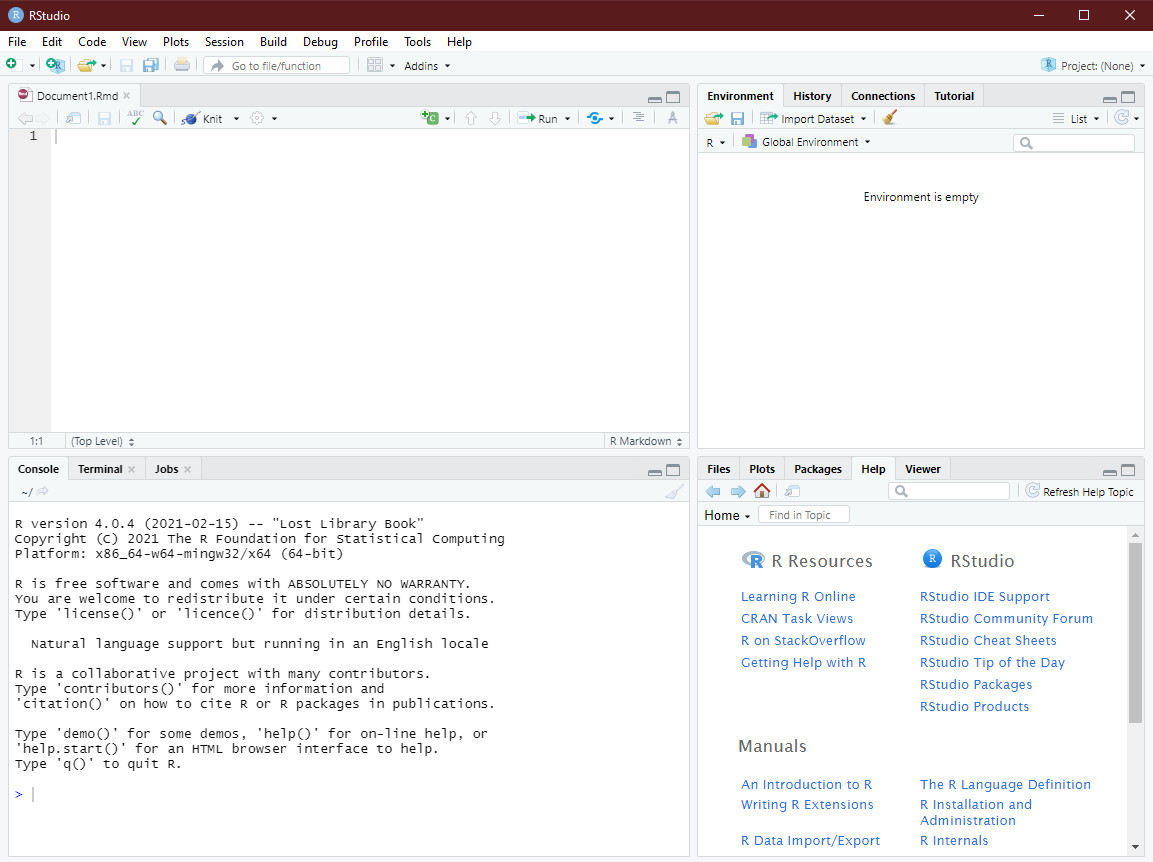 RStudio
File Edit Code View Plots Session Build Debug Profile Tools Help
Go to file/function Addins Project: (None)
Document1.Rmd
ABC Knit Run
1
1:1 (Top Level) R Markdown
Environment History Connections Tutorial
Import Dataset List
R Global Environment
Environment is empty
Console Terminal Jobs
~/
R version 4.0.4 (2021-02-15) -- "Lost Library Book"
Copyright (C) 2021 The R Foundation for Statistical Computing
Platform: x86_64-w64-mingw32/x64 (64-bit)
R is free software and comes with ABSOLUTELY NO WARRANTY.
You are welcome to redistribute it under certain conditions.
Type 'license()' or 'licence()' for distribution details.
Natural language support but running in an English locale
R is a collaborative project with many contributors.
Type 'contributors()' for more information and
'citation()' on how to cite R or R packages in publications.
Type 'demo()' for some demos, 'help()' for on-line help, or
'help.start()' for an HTML browser interface to help.
Type 'q()' to quit R.
>
Files Plots Packages Help Viewer
Refresh Help Topic
Home Find in Topic
R Resources
Learning R Online
CRAN Task Views
R on StackOverflow
Getting Help with R
RStudio
RStudio IDE Support
RStudio Community Forum
RStudio Cheat Sheets
RStudio Tip of the Day
RStudio Packages
RStudio Products
Manuals
An Introduction to R
Writing R Extensions
R Data Import/Export
The R Language Definition
R Installation and
Administration
R Internals